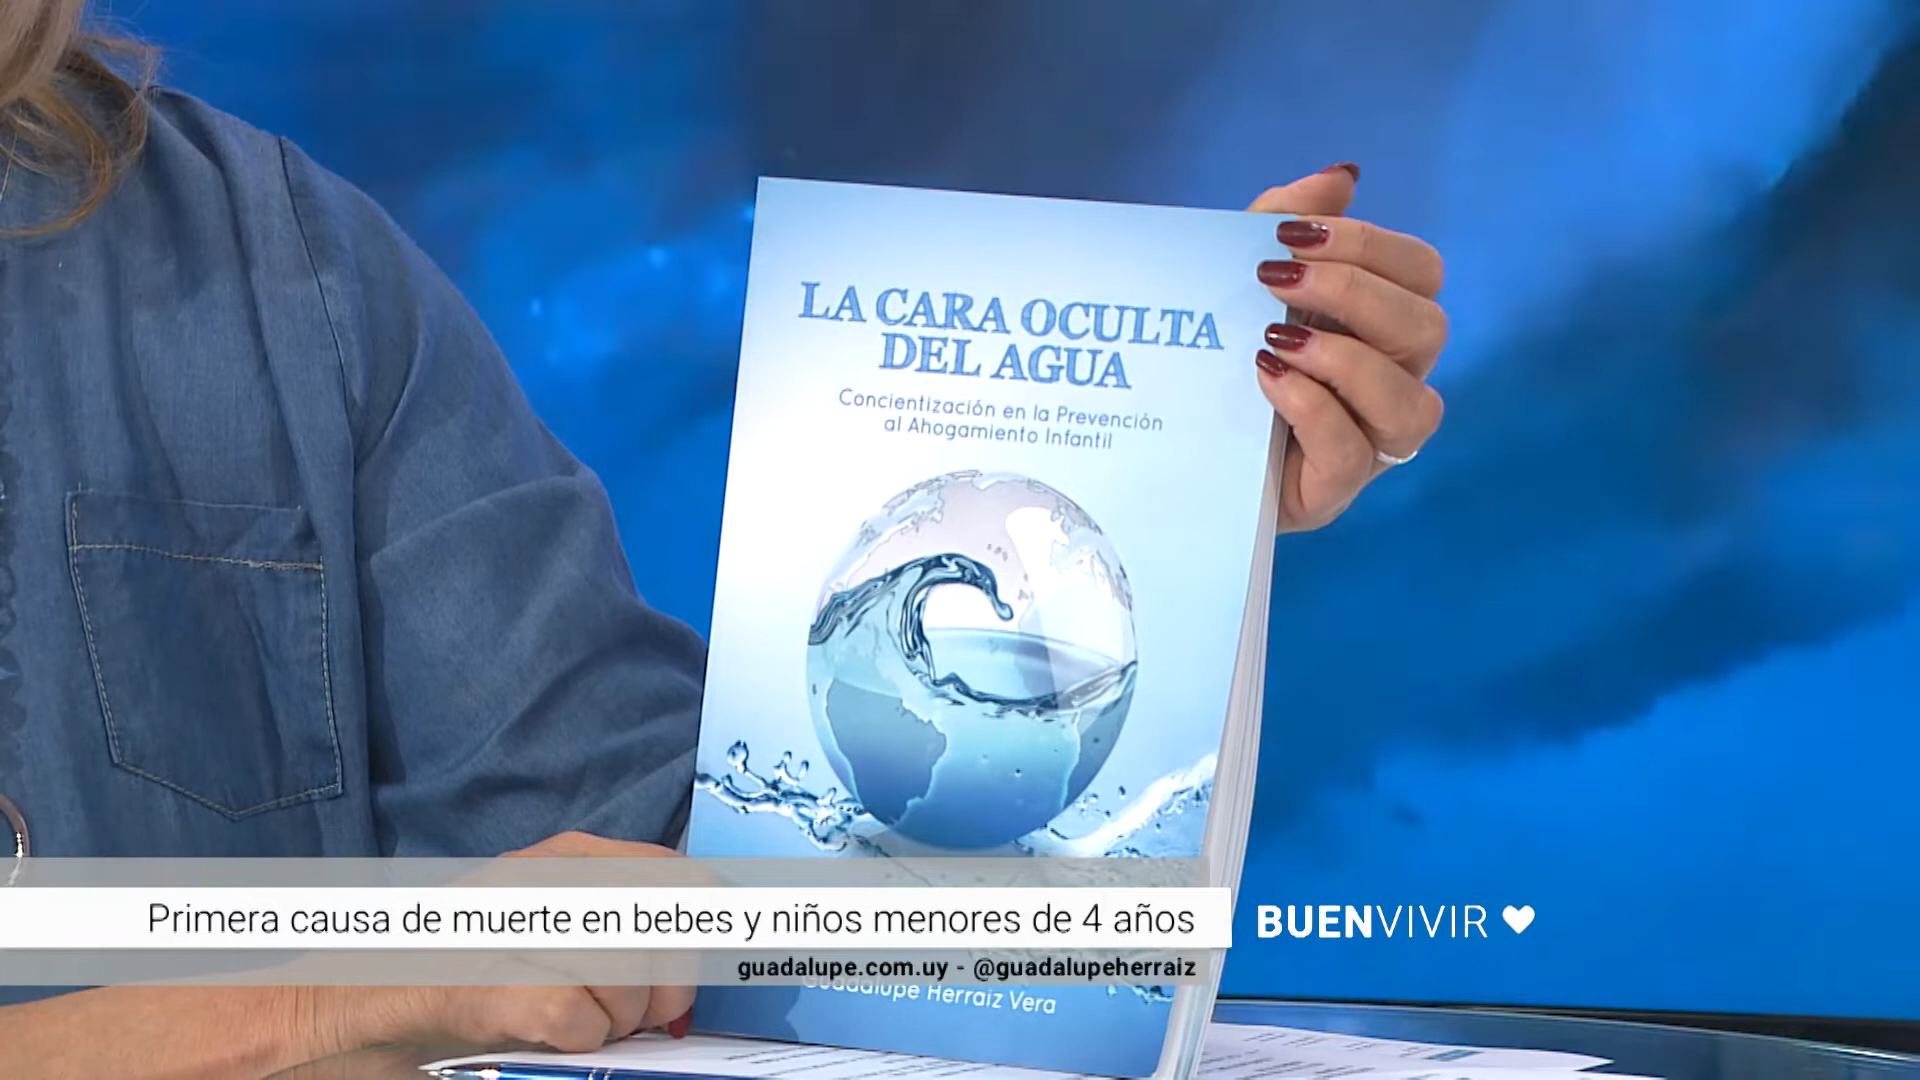 LA CARA OCULTA
DEL AGUA
Concientización en la Prevención
al Ahogamiento Infantil
Primera causa de muerte en bebes y niños menores de 4 años
BUENVIVIR
guadalupe.com.uy - @guadalupeherraiz
Guadalupe Herraiz Vera